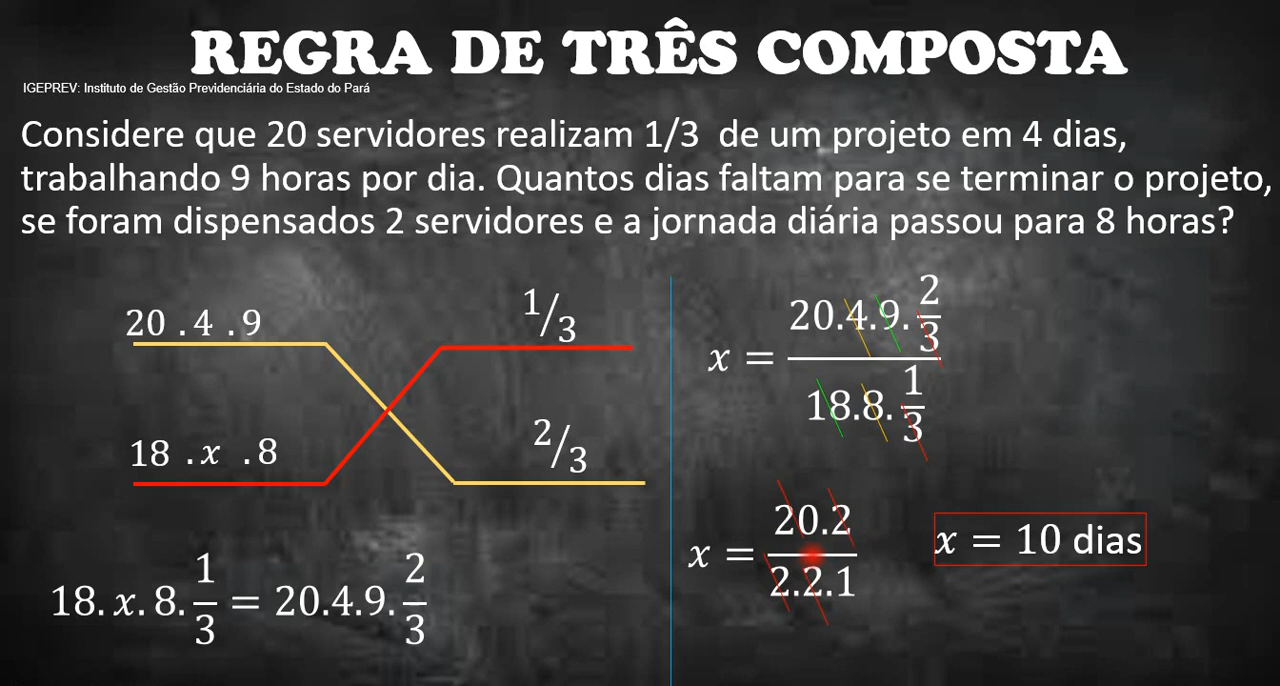 REGRA DE TRÊS COMPOSTA
IGEPREV: Instituto de Gestão Previdenciária do Estado do Pará
Considere que 20 servidores realizam 1/3 de um projeto em 4 dias,
trabalhando 9 horas por dia. Quantos dias faltam para se terminar o projeto,
se foram dispensados 2 servidores e a jornada diária passou para 8 horas?
20 . 4 . 9
1/3
18 . x . 8
2/3
18. x. 8. 1/3 = 20.4.9. 2/3
x = 20.4.9. 2/3 / 18.8. 1/3
x = 20.2 / 2.2.1
x = 10 dias